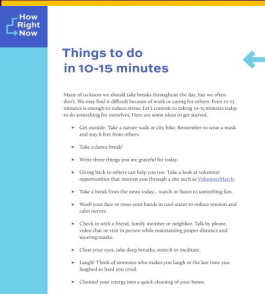 How
Right
Now
Things to do
in 10-15 minutes
Many of us know we should take breaks throughout the day, but we often
don't. We may find it difficult because of work or caring for others. Even 10-15
minutes is enough to reduce stress. Let's commit to taking 10-15 minutes today
to do something for ourselves. Here are some ideas to get started.
► Get outside. Take a nature walk or city hike. Remember to wear a mask
and stay 6 feet from others.
► Take a dance break!
► Write three things you are grateful for today.
► Giving back to others can help you too. Take a look at volunteer
opportunities that interest you through a site such as VolunteerMatch.
► Take a break from the news today... watch or listen to something fun.
► Wash your face or rinse your hands in cool water to reduce tension and
calm nerves.
► Check in with a friend, family member or neighbor. Talk by phone,
video chat or visit in person while maintaining proper distance and
wearing masks.
► Close your eyes, take deep breaths, stretch or meditate.
► Laugh! Think of someone who makes you laugh or the last time you
laughed so hard you cried.
► Channel your energy into a quick cleaning of your home.